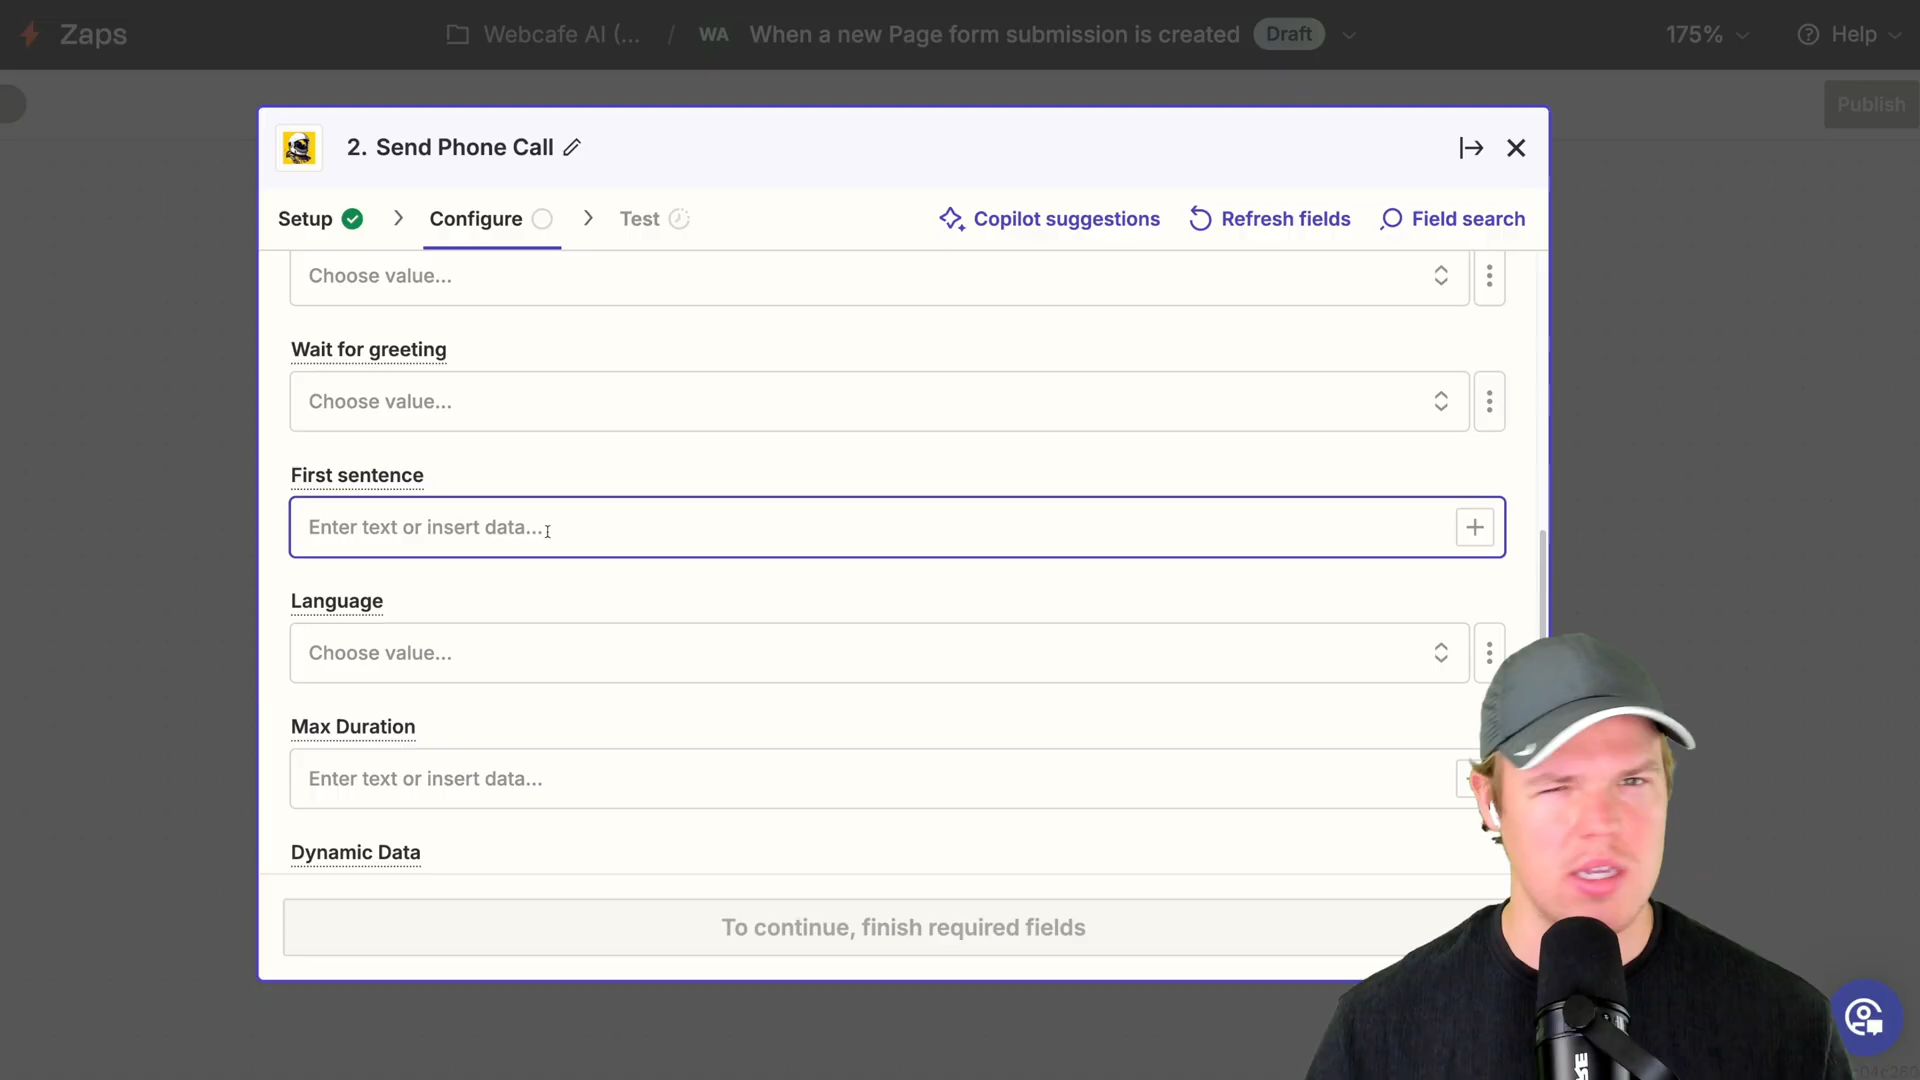 Zaps
Webcafe AI (... / WA When a new Page form submission is created Draft
175%
Help
Publish
2. Send Phone Call
Setup
Configure
Test
Copilot suggestions
Refresh fields
Field search
Choose value...
Wait for greeting
Choose value...
First sentence
Enter text or insert data...
Language
Choose value...
Max Duration
Enter text or insert data...
Dynamic Data
To continue, finish required fields